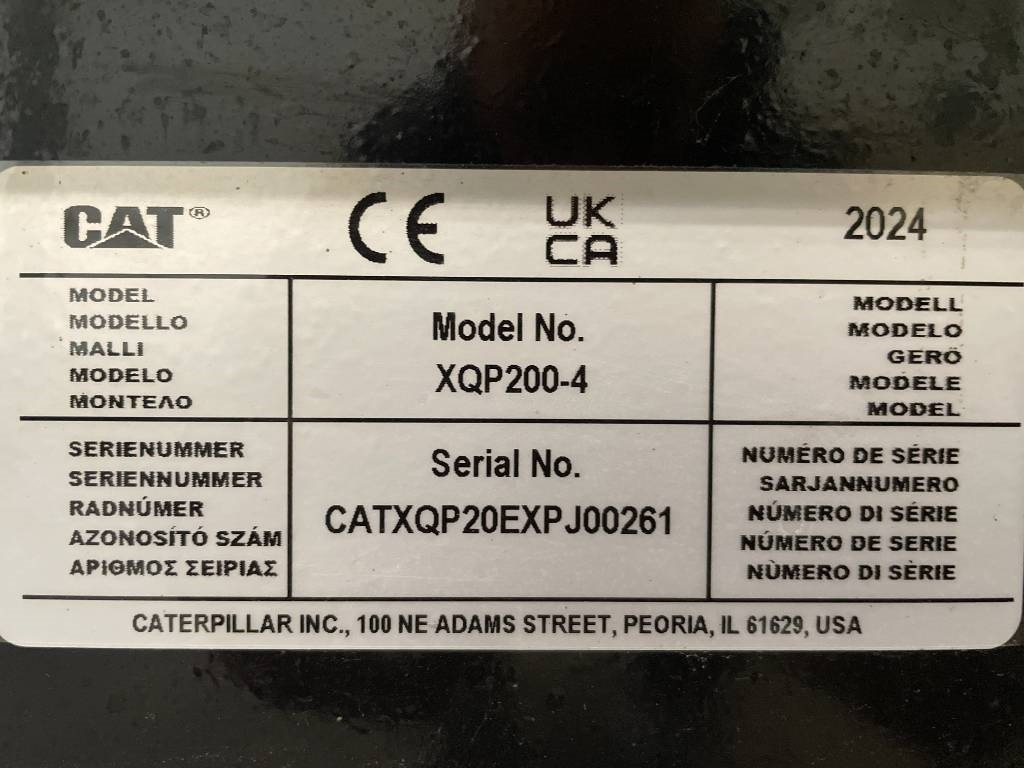 CAT®
CE
UK
CA
2024
MODEL
MODELLO
MALLI
MODELO
ΜΟΝΤΕΛΟ
Model No.
XQP200-4
MODELL
MODELO
GERÖ
MODELE
MODEL
SERIENUMMER
SERIENNUMMER
RADNÚMER
AZONOSÍTÓ SZÁM
ΑΡΙΘΜΟΣ ΣΕΙΡΙΑΣ
Serial No.
CATXQP20EXPJ00261
NUMÉRO DE SÉRIE
SARJANNUMERO
NÚMERO DI SÉRIE
NÚMERO DE SERIE
NÙMERO DI SÈRIE
CATERPILLAR INC., 100 NE ADAMS STREET, PEORIA, IL 61629, USA